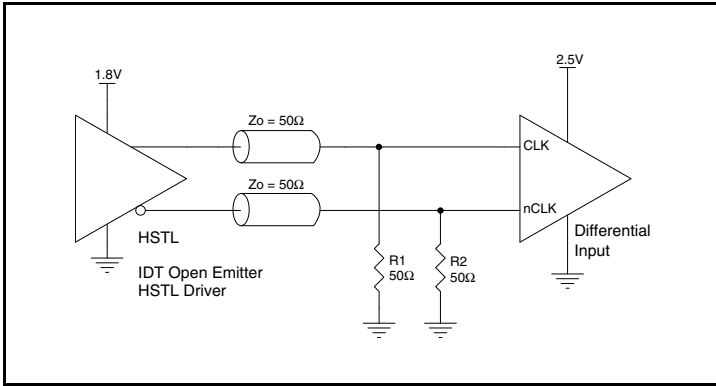 1.8V
2.5V
Zo = 50Ω
CLK
Zo = 50Ω
nCLK
HSTL
Differential
Input
R1
50Ω
R2
50Ω
IDT Open Emitter
HSTL Driver